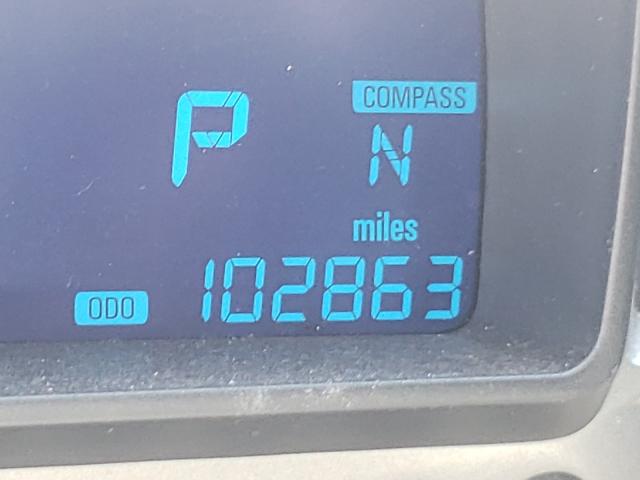 COMPASS
P N
miles
ODO 102863